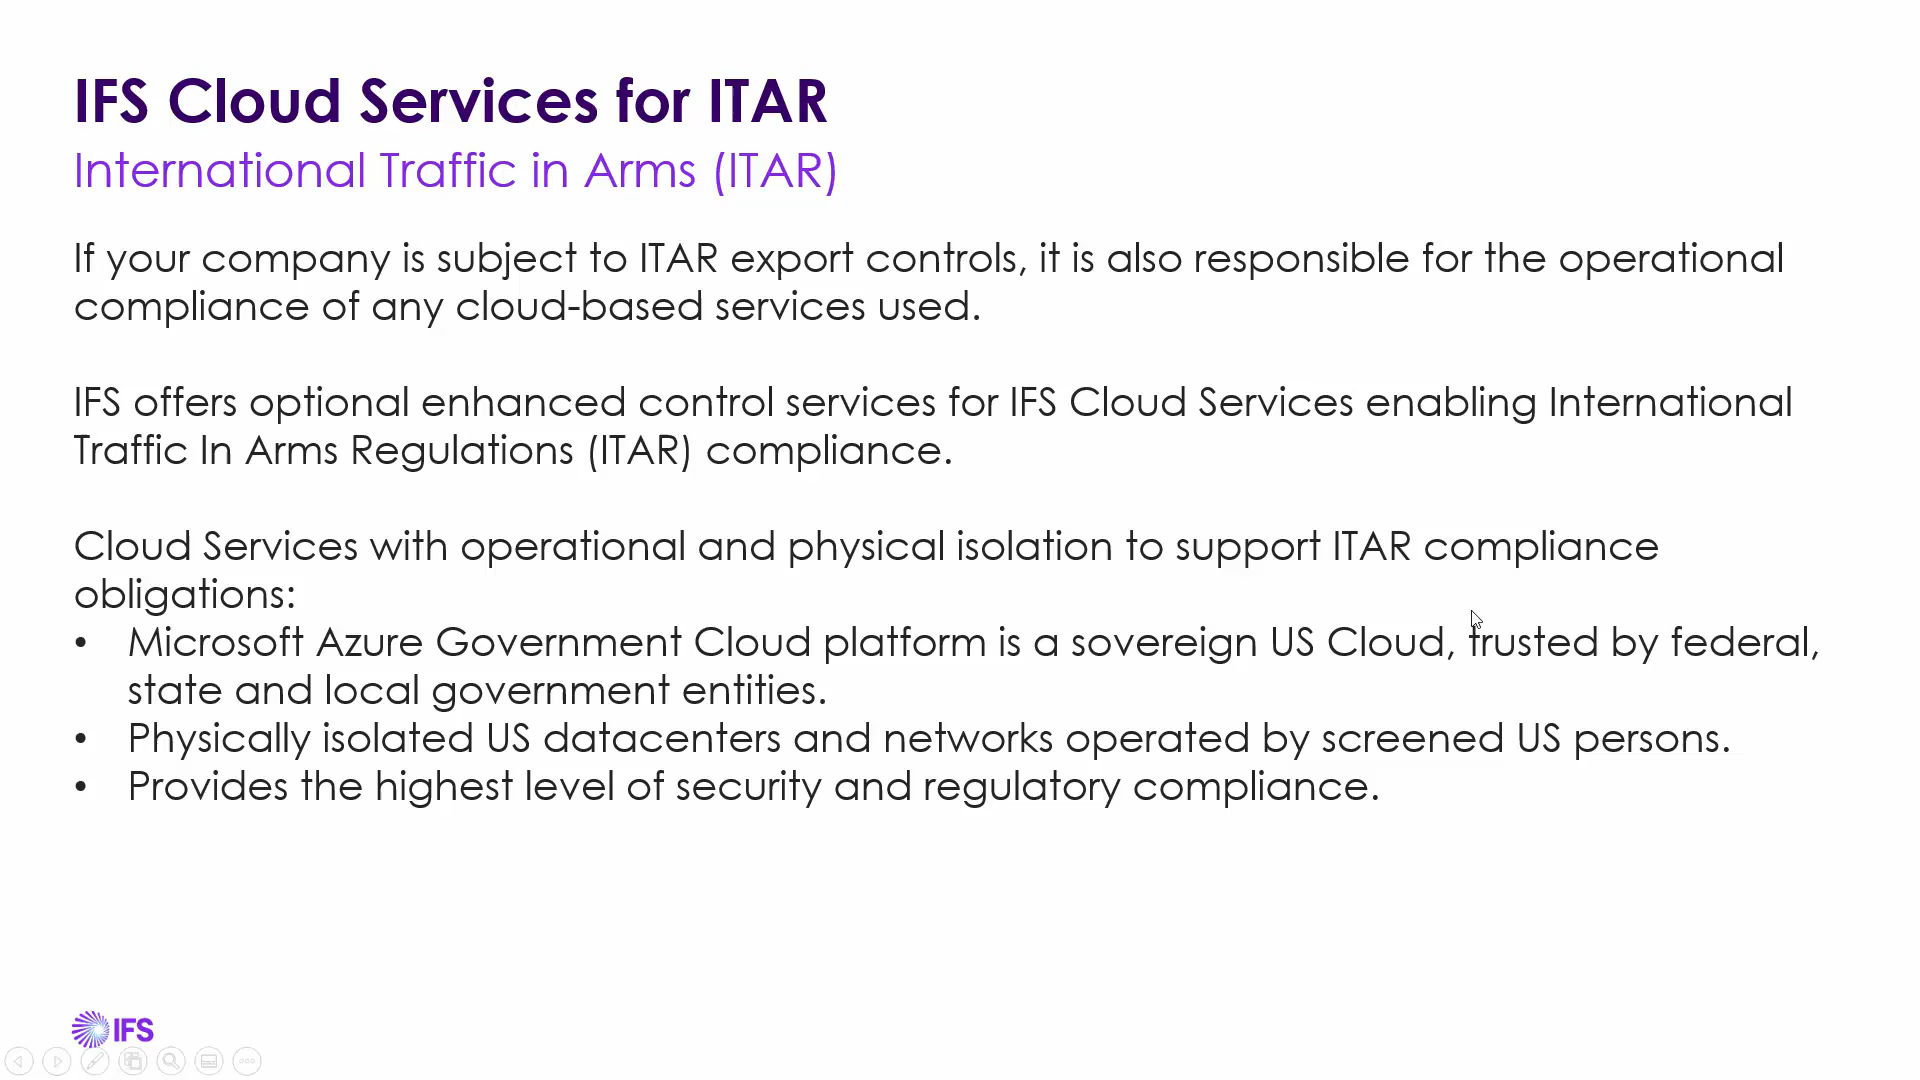 IFS Cloud Services for ITAR
International Traffic in Arms (ITAR)
If your company is subject to ITAR export controls, it is also responsible for the operational
compliance of any cloud-based services used.
IFS offers optional enhanced control services for IFS Cloud Services enabling International
Traffic In Arms Regulations (ITAR) compliance.
Cloud Services with operational and physical isolation to support ITAR compliance
obligations:
• Microsoft Azure Government Cloud platform is a sovereign US Cloud, trusted by federal,
state and local government entities.
• Physically isolated US datacenters and networks operated by screened US persons.
• Provides the highest level of security and regulatory compliance.
IFS